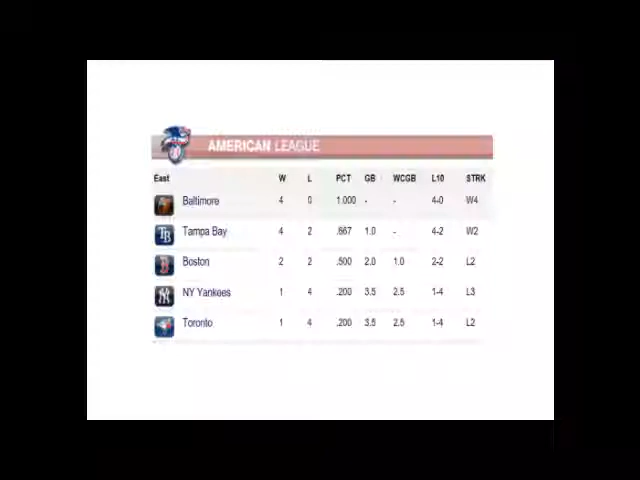 AMERICAN LEAGUE
East W L PCT GB WCGB L10 STRK
Baltimore 4 0 1.000 - - 4-0 W4
TB Tampa Bay 4 2 .667 1.0 - 4-2 W2
B Boston 2 2 .500 2.0 1.0 2-2 L2
NY NY Yankees 1 4 .200 3.5 2.5 1-4 L3
Toronto 1 4 .200 3.5 2.5 1-4 L2